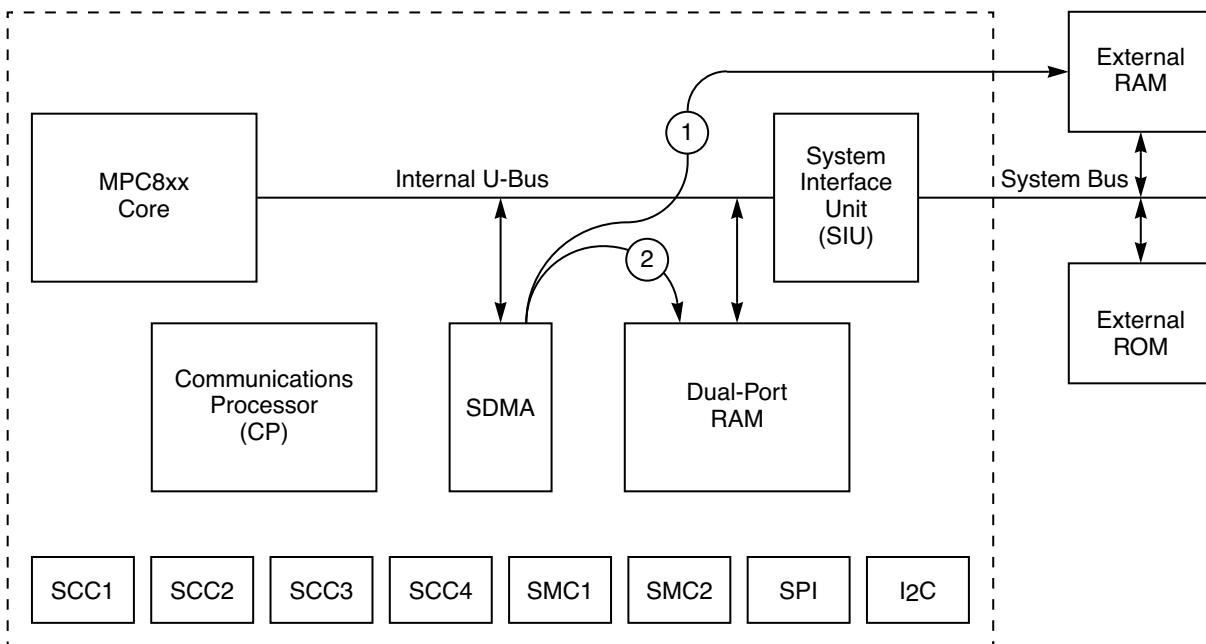 External
RAM
1
MPC8xx
Core
Internal U-Bus
System
Interface
Unit
(SIU)
System Bus
2
External
ROM
Communications
Processor
(CP)
SDMA
Dual-Port
RAM
SCC1
SCC2
SCC3
SCC4
SMC1
SMC2
SPI
I2C